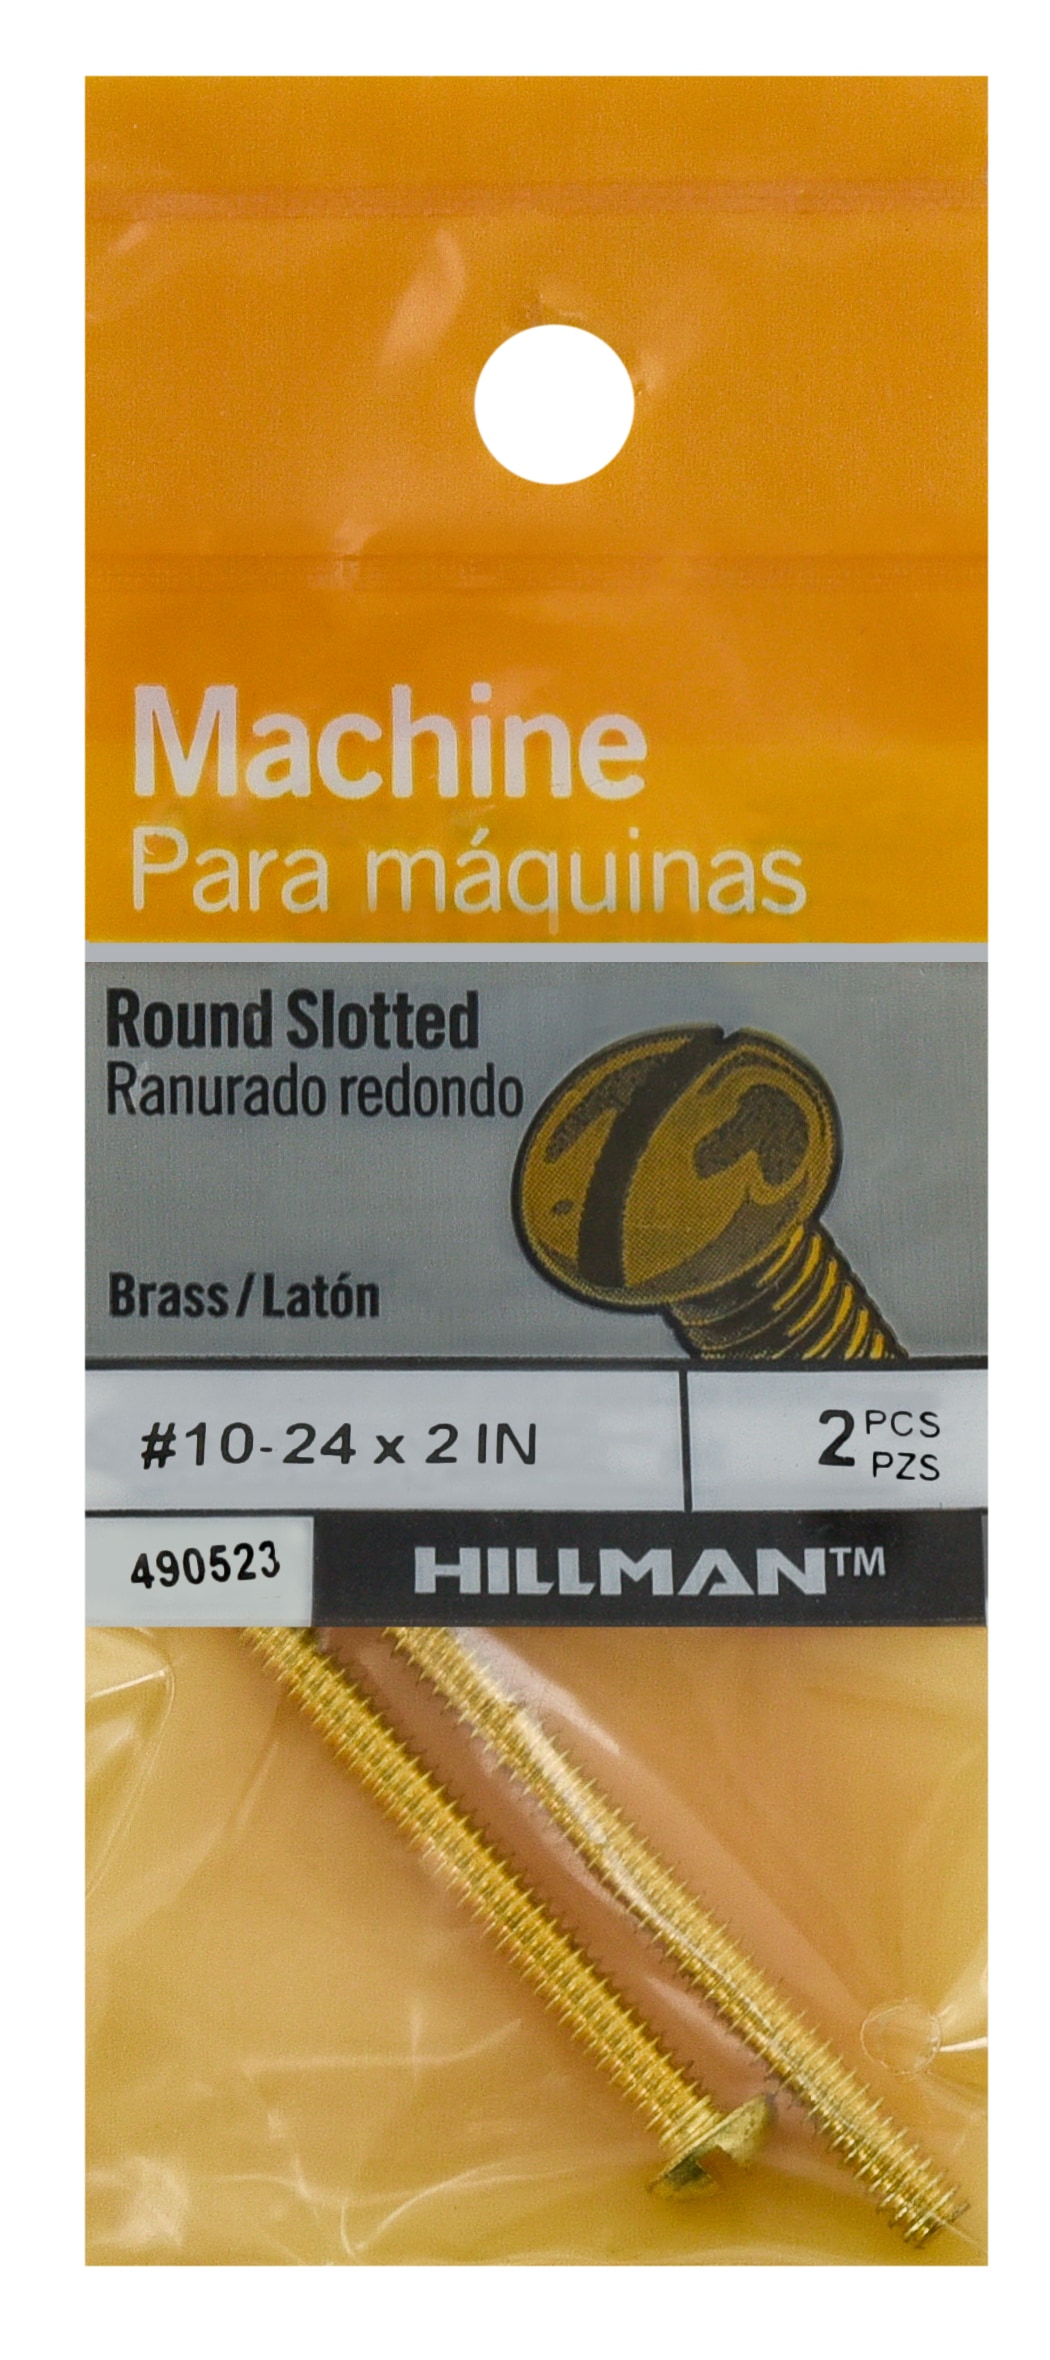 Machine
Para máquinas
Round Slotted
Ranurado redondo
Brass / Latón
#10-24 x 2 IN
2 PCS
PZS
490523
HILLMAN™